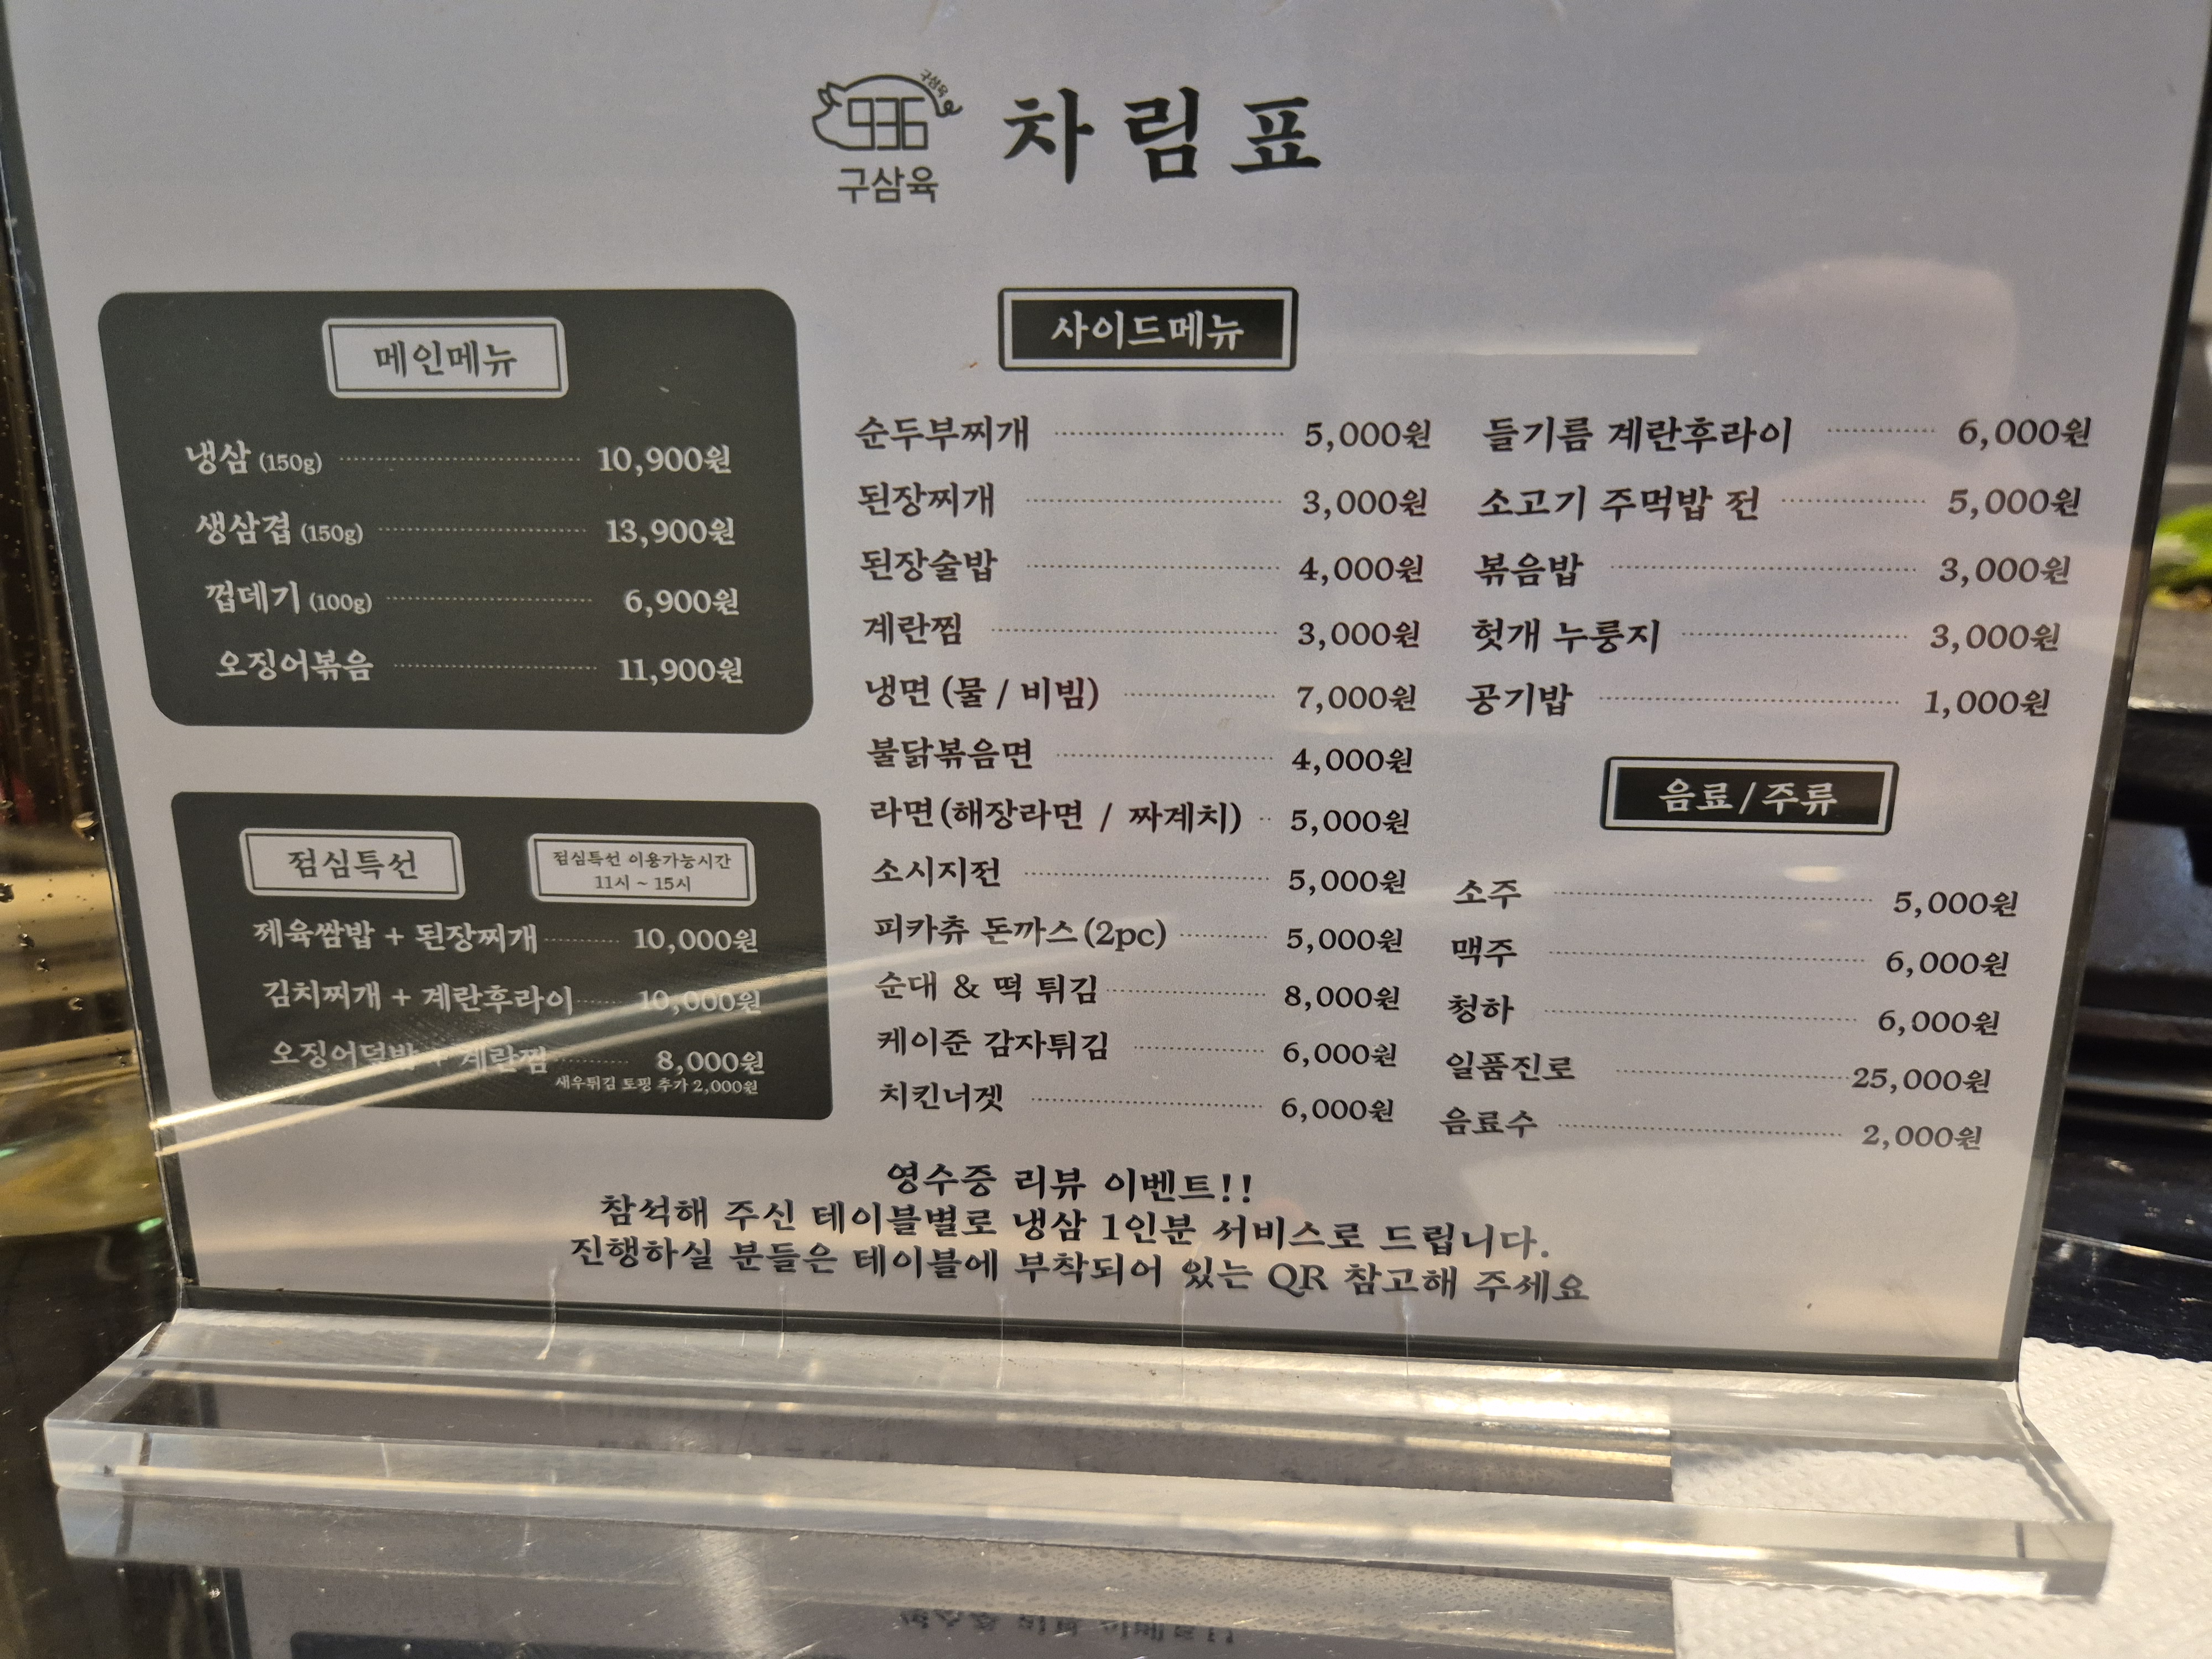 구삼육
936
구삼육
차림표
메인메뉴
냉삼 (150g) 10,900원
생삼겹 (150g) 13,900원
껍데기 (100g) 6,900원
오징어볶음 11,900원
점심특선
점심특선 이용가능시간
11시 ~ 15시
제육쌈밥 + 된장찌개 10,000원
김치찌개 + 계란후라이 10,000원
오징어덮밥 + 계란찜 8,000원
새우튀김 토핑 추가 2,000원
사이드메뉴
순두부찌개 5,000원
된장찌개 3,000원
된장술밥 4,000원
계란찜 3,000원
냉면 (물 / 비빔) 7,000원
불닭볶음면 4,000원
라면(해장라면 / 짜계치) 5,000원
소시지전 5,000원
피카츄 돈까스(2pc) 5,000원
순대 & 떡 튀김 8,000원
케이준 감자튀김 6,000원
치킨너겟 6,000원
들기름 계란후라이 6,000원
소고기 주먹밥 전 5,000원
볶음밥 3,000원
헛개 누룽지 3,000원
공기밥 1,000원
음료/주류
소주 5,000원
맥주 6,000원
청하 6,000원
일품진로 25,000원
음료수 2,000원
영수증 리뷰 이벤트!!
참석해 주신 테이블별로 냉삼 1인분 서비스로 드립니다.
진행하실 분들은 테이블에 부착되어 있는 QR 참고해 주세요